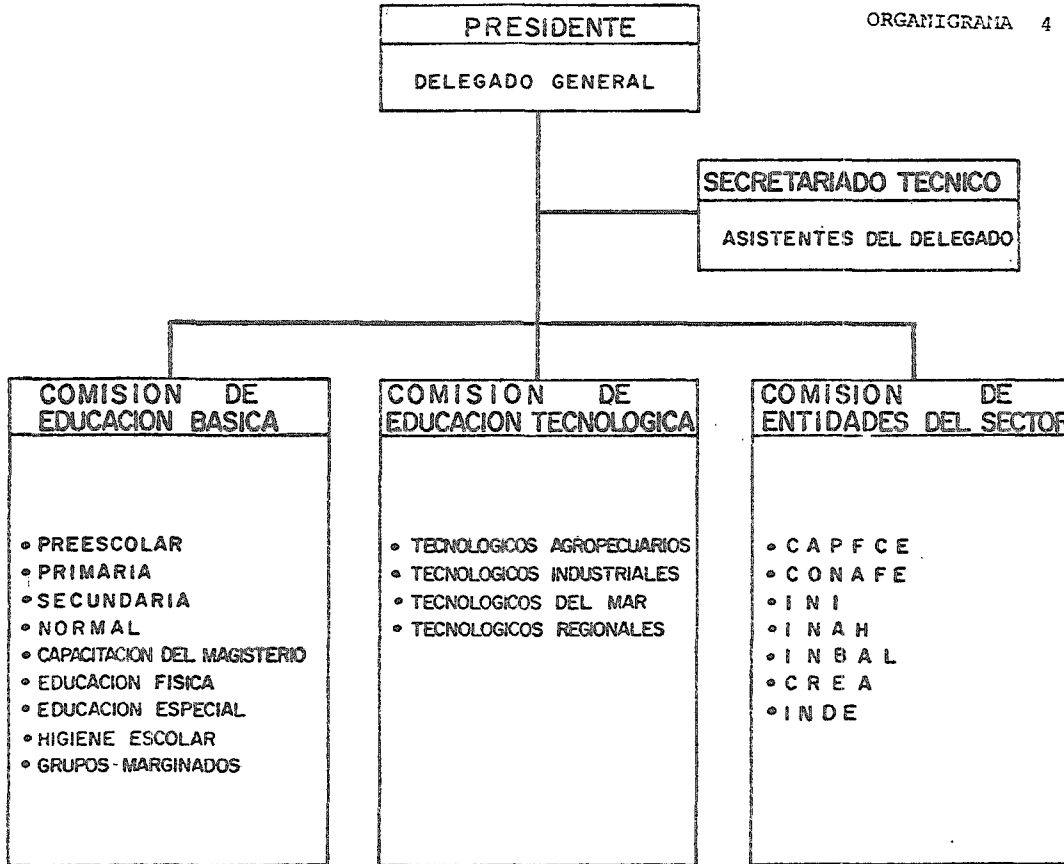 ORGANIGRAMA 4
PRESIDENTE
DELEGADO GENERAL
SECRETARIADO TECNICO
ASISTENTES DEL DELEGADO
COMISION DE
EDUCACION BASICA
• PREESCOLAR
• PRIMARIA
• SECUNDARIA
• NORMAL
• CAPACITACION DEL MAGISTERIO
• EDUCACION FISICA
• EDUCACION ESPECIAL
• HIGIENE ESCOLAR
• GRUPOS-MARGINADOS
COMISION DE
EDUCACION TECNOLOGICA
• TECNOLOGICOS AGROPECUARIOS
• TECNOLOGICOS INDUSTRIALES
• TECNOLOGICOS DEL MAR
• TECNOLOGICOS REGIONALES
COMISION DE
ENTIDADES DEL SECTOR
• CAPFCE
• CONAFE
• INI
• INAH
• INBAL
• CREA
• INDE